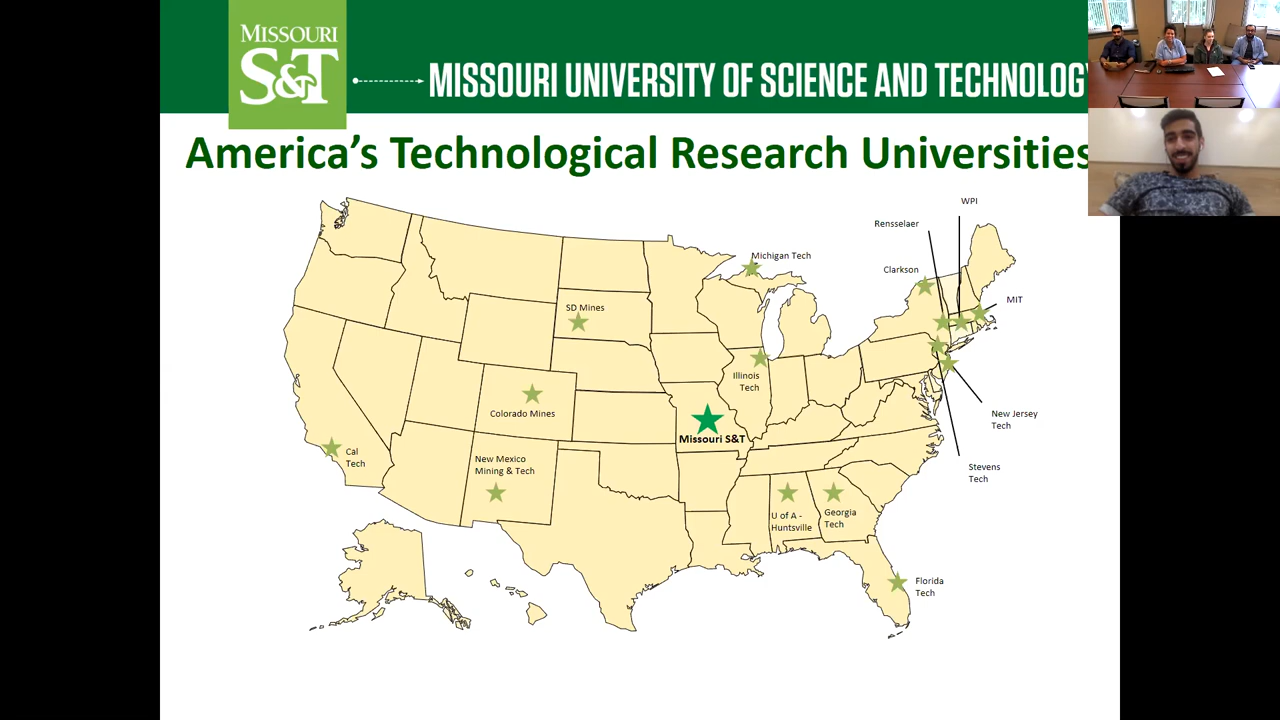 MISSOURI
S&T
MISSOURI UNIVERSITY OF SCIENCE AND TECHNOLOGY
America's Technological Research Universities
WPI
Rensselaer
Michigan Tech
Clarkson
MIT
SD Mines
Illinois
Tech
Colorado Mines
New Jersey
Tech
Missouri S&T
Cal
Tech
New Mexico
Mining & Tech
Stevens
Tech
U of A -
Huntsville
Georgia
Tech
Florida
Tech